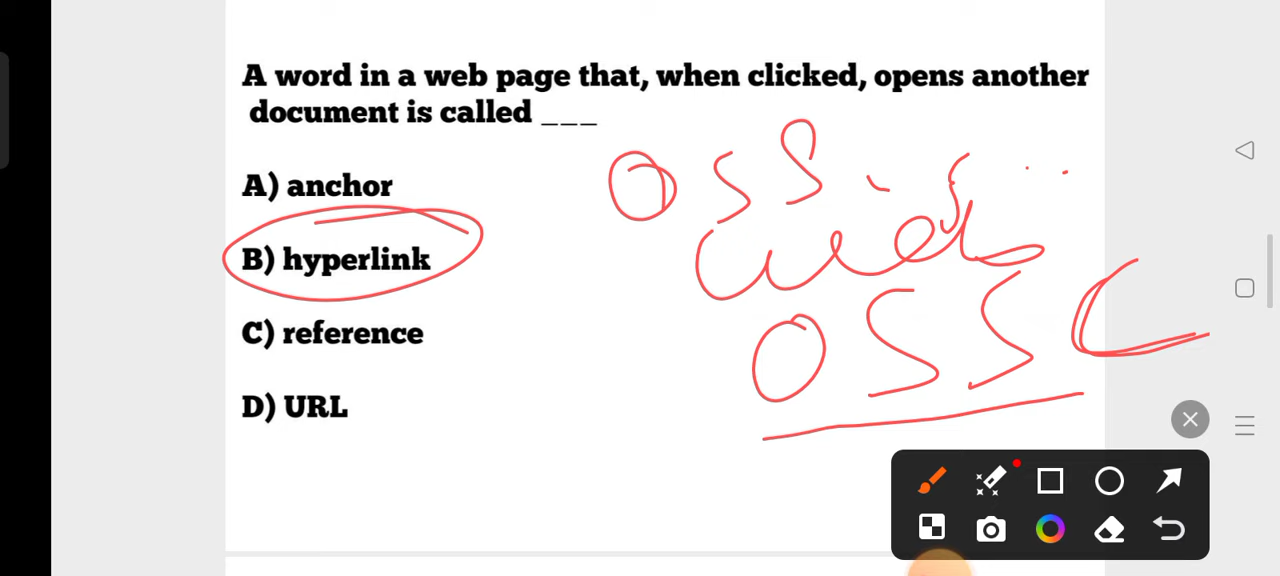 A word in a web page that, when clicked, opens another
document is called ___
A) anchor
B) hyperlink
C) reference
D) URL
OSS
OSSC